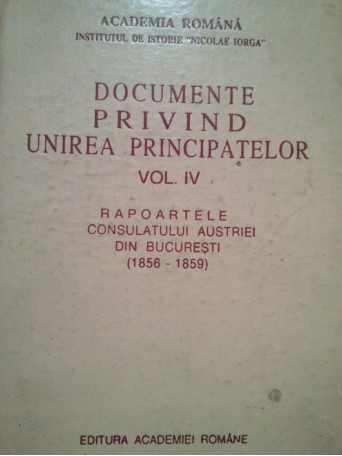 ACADEMIA ROMÂNĂ
INSTITUTUL DE ISTORIE "NICOLAE IORGA"
DOCUMENTE
PRIVIND
UNIREA PRINCIPATELOR
VOL. IV
RAPOARTELE
CONSULATULUI AUSTRIEI
DIN BUCUREȘTI
(1856 - 1859)
EDITURA ACADEMIEI ROMÂNE